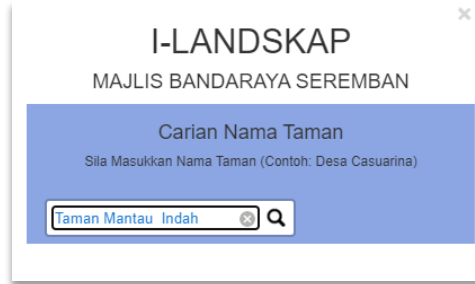 I-LANDSKAP
MAJLIS BANDARAYA SEREMBAN
Carian Nama Taman
Sila Masukkan Nama Taman (Contoh: Desa Casuarina)
Taman Mantau  Indah